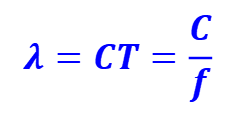 λ = CT = C/f